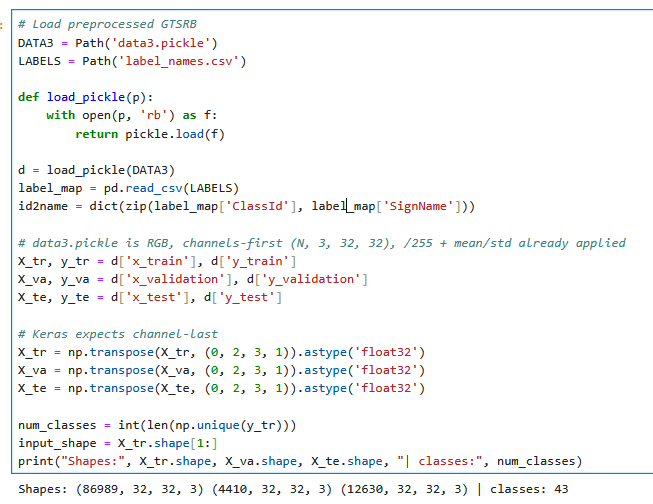 # Load preprocessed GTSRB
DATA3 = Path('data3.pickle')
LABELS = Path('label_names.csv')

def load_pickle(p):
    with open(p, 'rb') as f:
        return pickle.load(f)

d = load_pickle(DATA3)
label_map = pd.read_csv(LABELS)
id2name = dict(zip(label_map['ClassId'], label_map['SignName']))

# data3.pickle is RGB, channels-first (N, 3, 32, 32), /255 + mean/std already applied
X_tr, y_tr = d['x_train'], d['y_train']
X_va, y_va = d['x_validation'], d['y_validation']
X_te, y_te = d['x_test'], d['y_test']

# Keras expects channel-last
X_tr = np.transpose(X_tr, (0, 2, 3, 1)).astype('float32')
X_va = np.transpose(X_va, (0, 2, 3, 1)).astype('float32')
X_te = np.transpose(X_te, (0, 2, 3, 1)).astype('float32')

num_classes = int(len(np.unique(y_tr)))
input_shape = X_tr.shape[1:]
print("Shapes:", X_tr.shape, X_va.shape, X_te.shape, "| classes:", num_classes)
Shapes: (86989, 32, 32, 3) (4410, 32, 32, 3) (12630, 32, 32, 3) | classes: 43